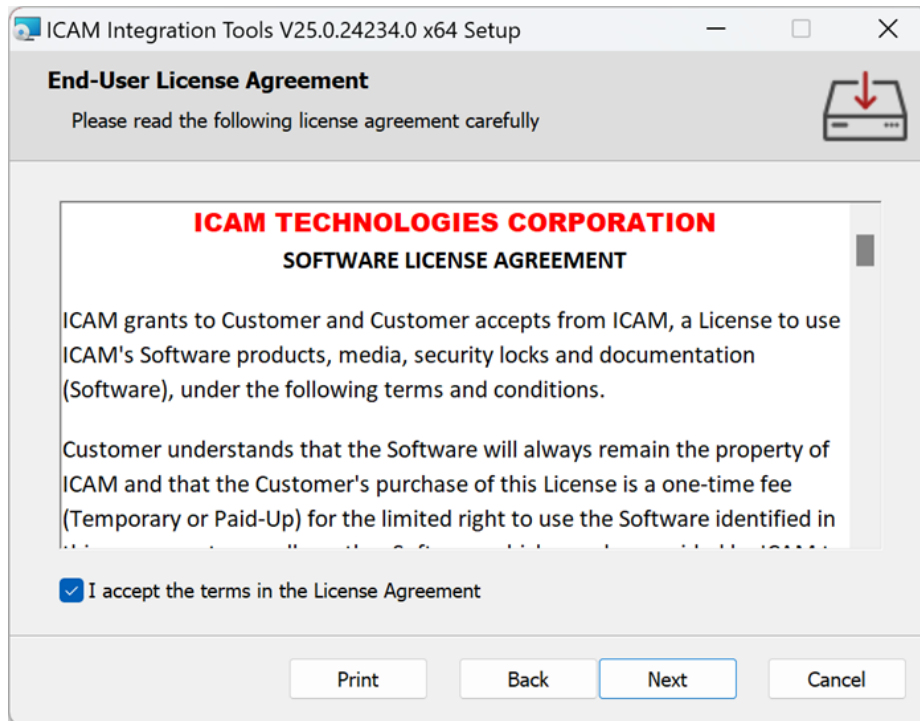 ICAM Integration Tools V25.0.24234.0 x64 Setup
End-User License Agreement
Please read the following license agreement carefully
ICAM TECHNOLOGIES CORPORATION
SOFTWARE LICENSE AGREEMENT
ICAM grants to Customer and Customer accepts from ICAM, a License to use
ICAM's Software products, media, security locks and documentation
(Software), under the following terms and conditions.
Customer understands that the Software will always remain the property of
ICAM and that the Customer's purchase of this License is a one-time fee
(Temporary or Paid-Up) for the limited right to use the Software identified in
I accept the terms in the License Agreement
Print Back Next Cancel